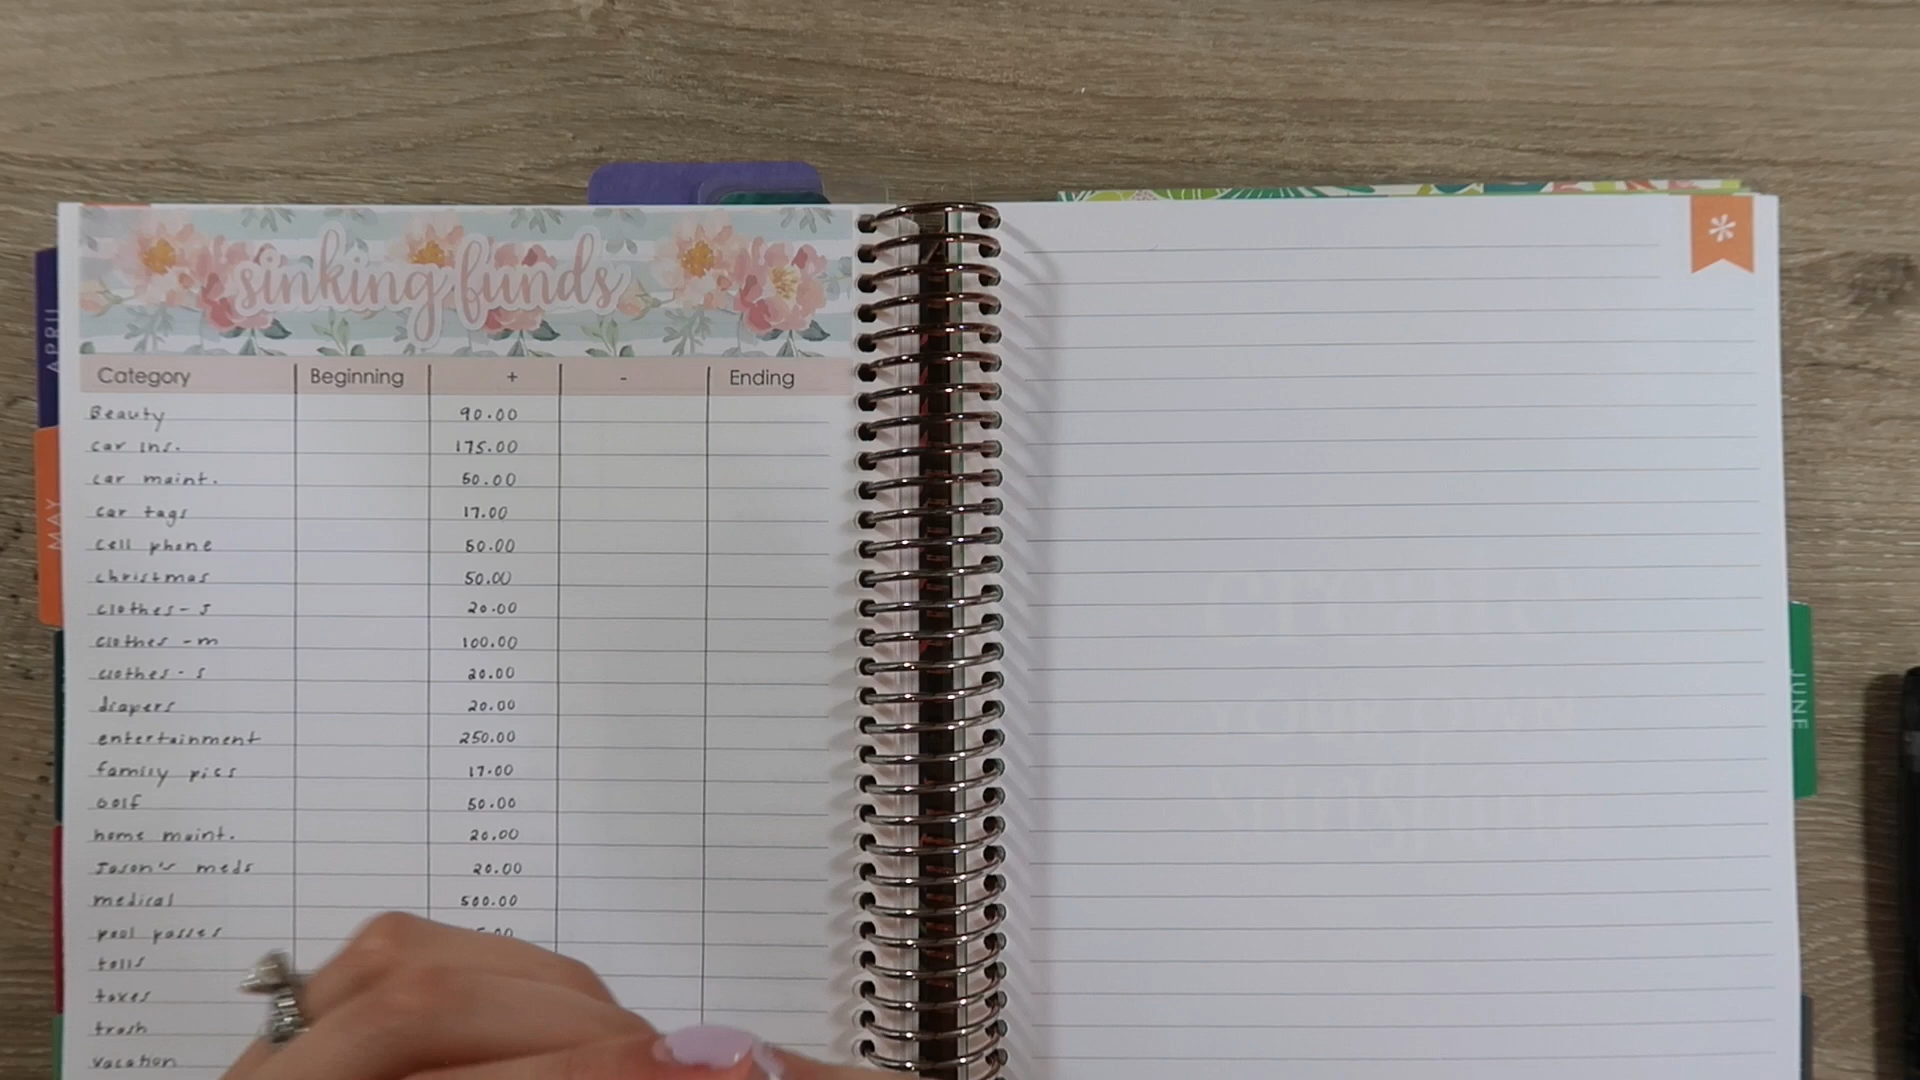 sinking funds
Category Beginning + - Ending
Beauty 90.00
car ins. 175.00
car maint. 50.00
car tags 17.00
cell phone 50.00
christmas 50.00
clothes - s 20.00
clothes - m 100.00
clothes - s 20.00
diapers 20.00
entertainment 250.00
family pics 17.00
Golf 50.00
home maint. 20.00
Jason's meds 20.00
medical 500.00
pool passes
tolls
taxes
trash
vacation
APRIL
MAY
JUNE